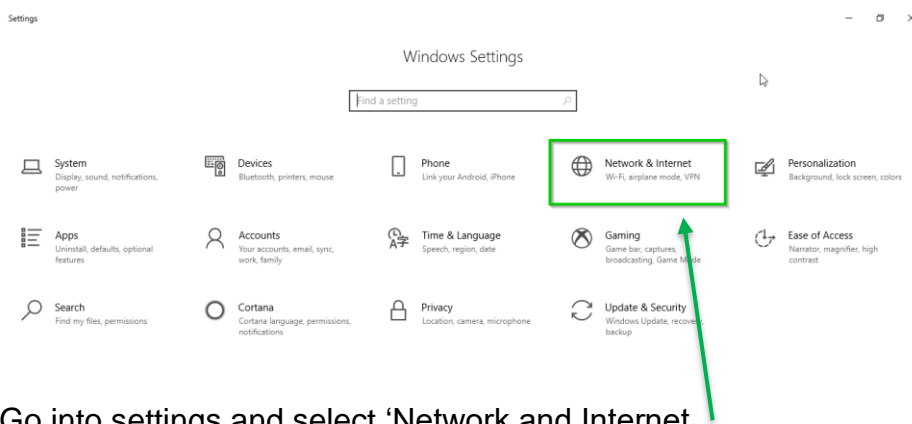 Settings
Windows Settings
Find a setting
System
Display, sound, notifications,
power
Devices
Bluetooth, printers, mouse
Phone
Link your Android, iPhone
Network & Internet
Wi-Fi, airplane mode, VPN
Personalization
Background, lock screen, colors
Apps
Uninstall, defaults, optional
features
Accounts
Your accounts, email, sync,
work, family
Time & Language
Speech, region, date
Gaming
Game bar, captures,
broadcasting, Game Mode
Ease of Access
Narrator, magnifier, high
contrast
Search
Find my files, permissions
Cortana
Cortana language, permissions,
notifications
Privacy
Location, camera, microphone
Update & Security
Windows Update, recovery,
backup
Go into settings and select ‘Network and Internet